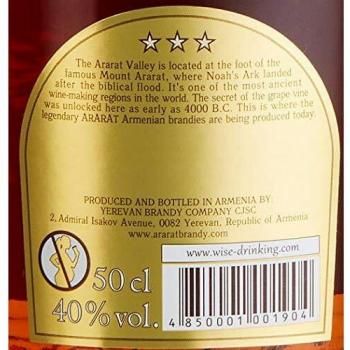 The Ararat Valley is located at the foot of the
famous Mount Ararat, where Noah's Ark landed
after the biblical flood. It's one of the most ancient
wine-making regions in the world. The secret of the grape vine
was unlocked here as early as 4000 B.C. This is where the
legendary ARARAT Armenian brandies are being produced today.
PRODUCED AND BOTTLED IN ARMENIA BY:
YEREVAN BRANDY COMPANY CJSC
2, Admiral Isakov Avenue, 0082 Yerevan, Republic of Armenia
www.araratbrandy.com
www.wise-drinking.com
50 cl
40% vol.
4 850001 001904